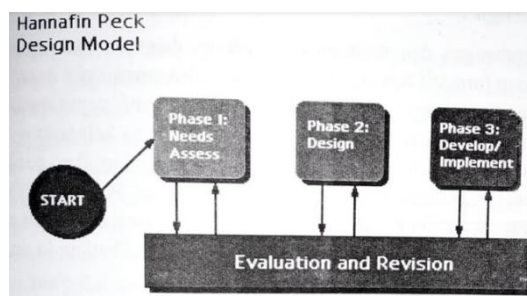 Hannafin Peck
Design Model
Phase 1:
Needs
Assess
Phase 2:
Design
Phase 3:
Develop/
Implement
START
Evaluation and Revision